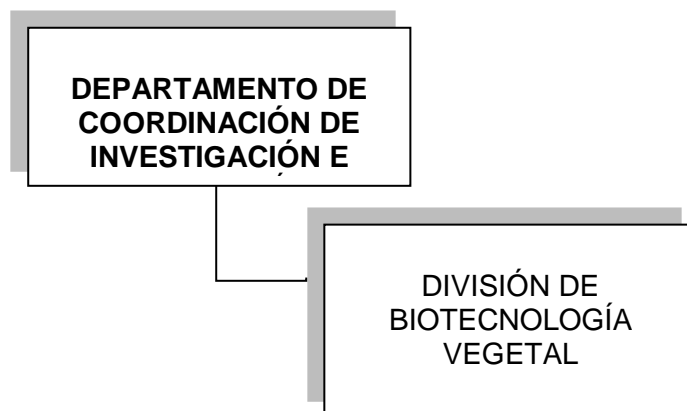 DEPARTAMENTO DE
COORDINACIÓN DE
INVESTIGACIÓN E
DIVISIÓN DE
BIOTECNOLOGÍA
VEGETAL